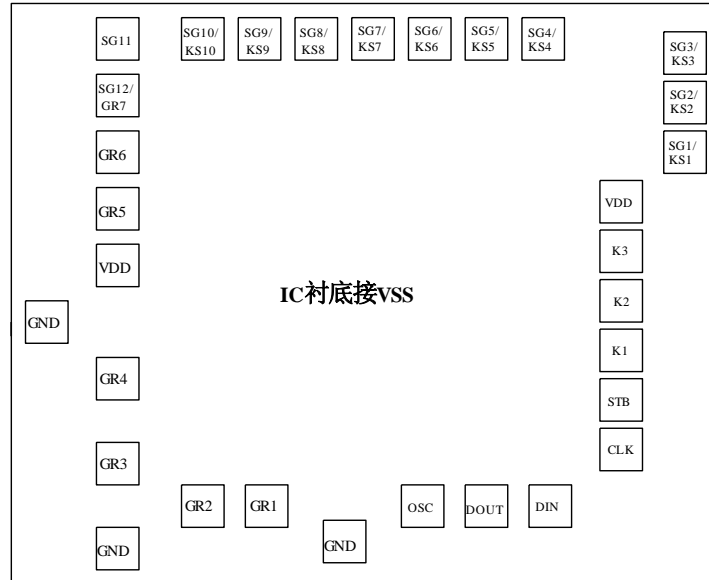 SG11
SG10/
KS10
SG9/
KS9
SG8/
KS8
SG7/
KS7
SG6/
KS6
SG5/
KS5
SG4/
KS4
SG3/
KS3
SG12/
GR7
SG2/
KS2
GR6
SG1/
KS1
GR5
VDD
VDD
K3
IC衬底接VSS
K2
GND
K1
GR4
STB
GR3
CLK
GR2
GR1
OSC
DOUT
DIN
GND
GND